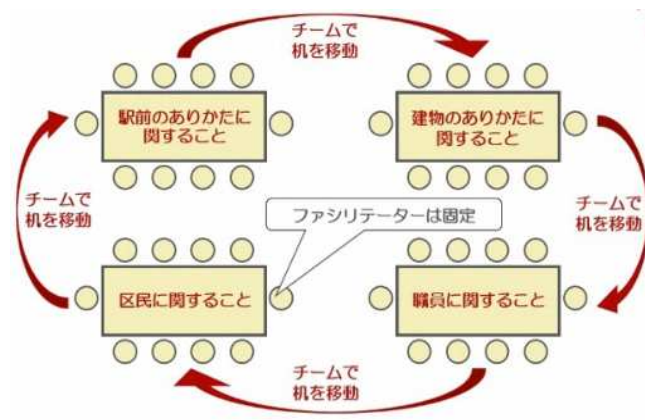 チームで
机を移動
駅前のありかたに
関すること
建物のありかたに
関すること
チームで
机を移動
チームで
机を移動
ファシリテーターは固定
区民に関すること
職員に関すること
チームで
机を移動